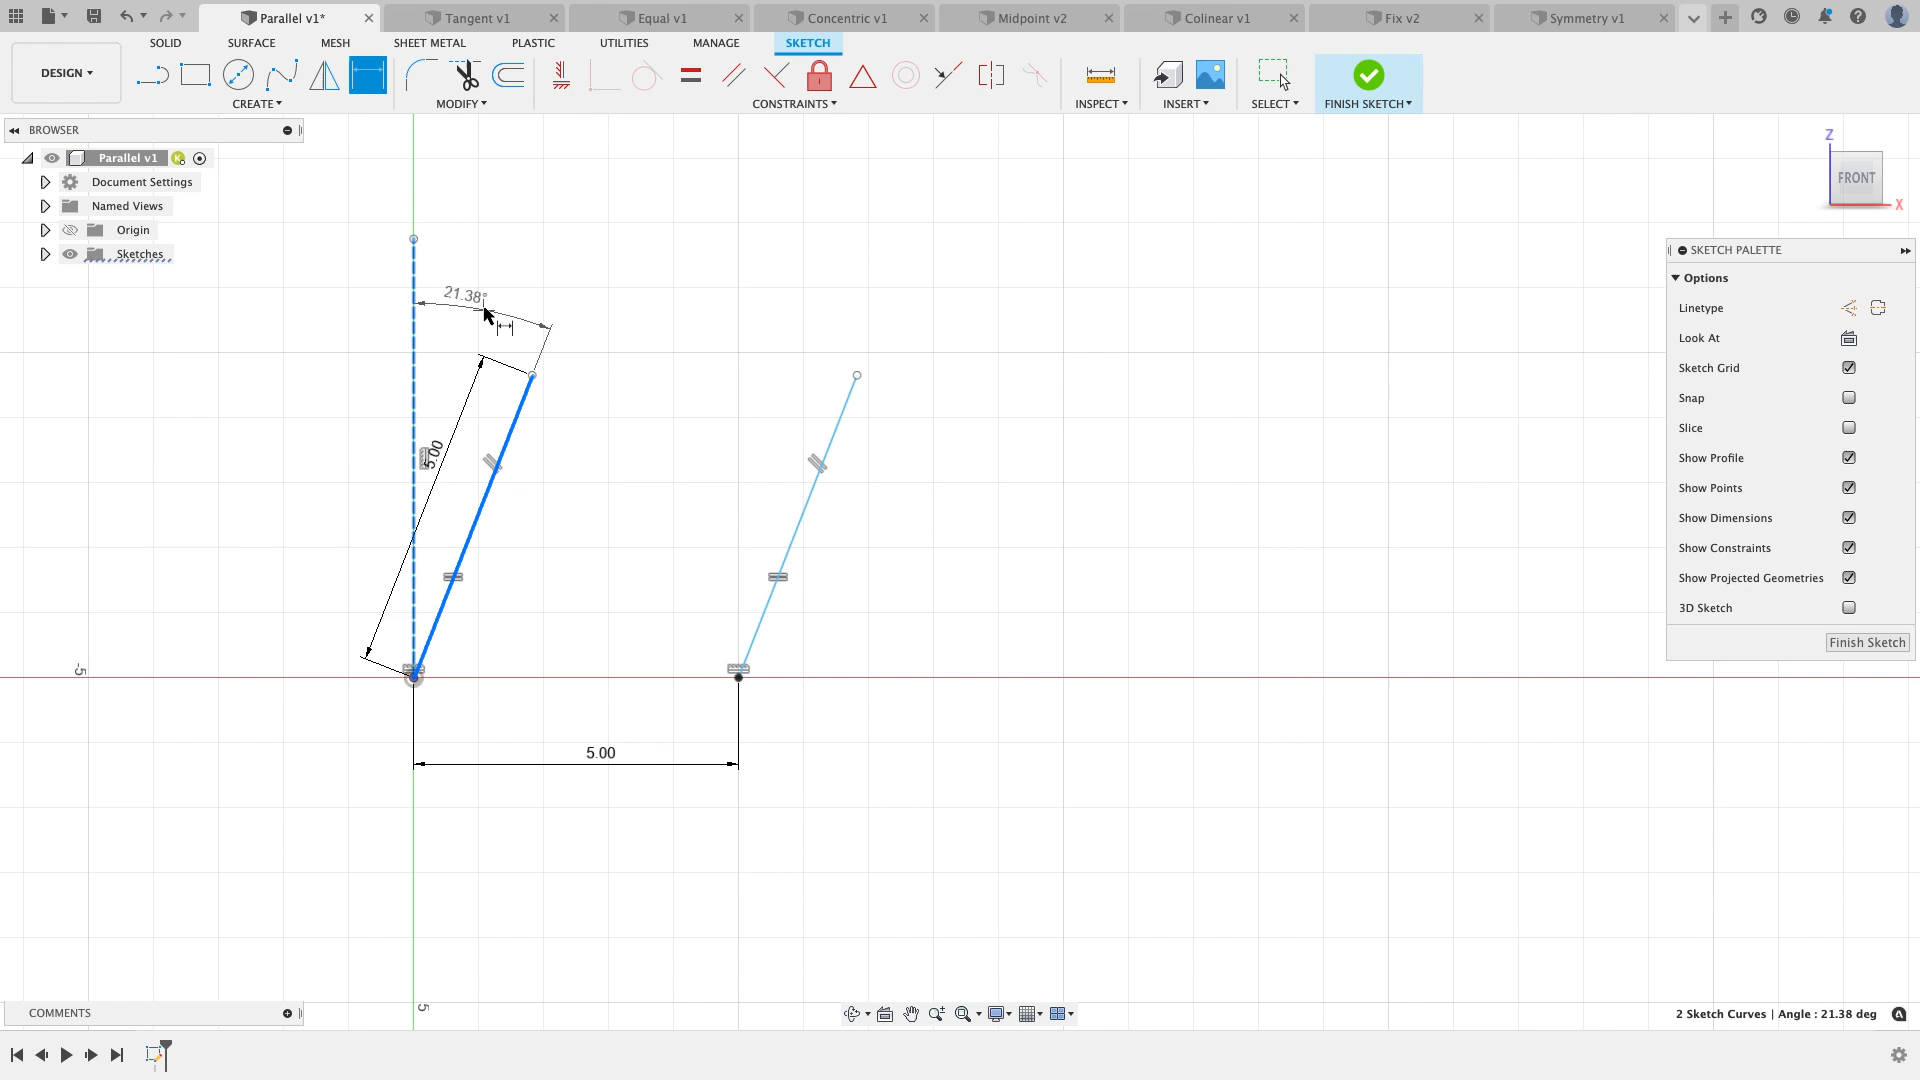 Parallel v1*
Tangent v1
Equal v1
Concentric v1
Midpoint v2
Colinear v1
Fix v2
Symmetry v1
DESIGN
SOLID
SURFACE
MESH
SHEET METAL
PLASTIC
UTILITIES
MANAGE
SKETCH
CREATE
MODIFY
CONSTRAINTS
INSPECT
INSERT
SELECT
FINISH SKETCH
BROWSER
Parallel v1
Document Settings
Named Views
Origin
Sketches
Z
FRONT
X
21.38°
5.00
5.00
-5
5
SKETCH PALETTE
Options
Linetype
Look At
Sketch Grid
Snap
Slice
Show Profile
Show Points
Show Dimensions
Show Constraints
Show Projected Geometries
3D Sketch
Finish Sketch
COMMENTS
2 Sketch Curves | Angle : 21.38 deg